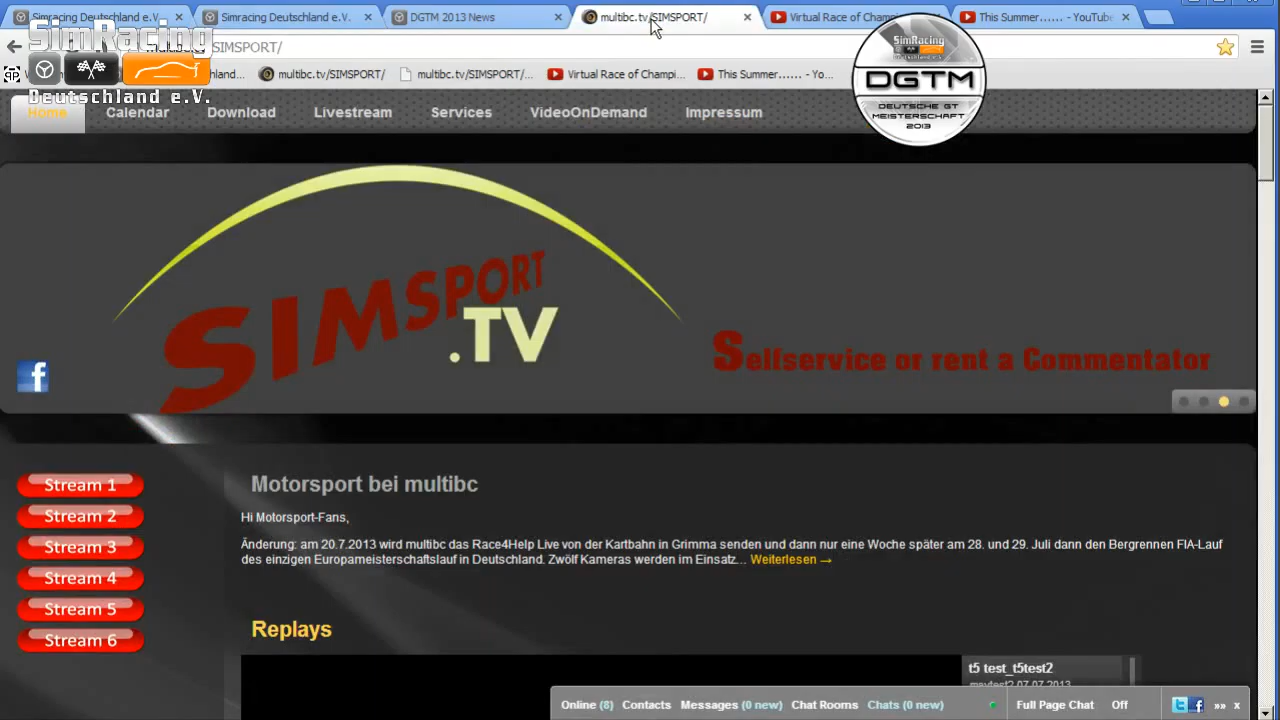 Simracing Deutschland e.V.
Simracing Deutschland e.V.
DGTM 2013 News
multibc.tv/SIMSPORT/
Virtual Race of Champi
This Summer...... - YouTube
SimRacing
Deutschland e.V.
/SIMSPORT/
multibc.tv/SIMSPORT/
multibc.tv/SIMSPORT/...
Virtual Race of Champi...
This Summer...... - Yo...
SimRacing
DGTM
DEUTSCHE GT
MEISTERSCHAFT
2013
Home
Calendar
Download
Livestream
Services
VideoOnDemand
Impressum
SIMSPORT
.TV
Selfservice or rent a Commentator
Stream 1
Stream 2
Stream 3
Stream 4
Stream 5
Stream 6
Motorsport bei multibc
Hi Motorsport-Fans,
Änderung: am 20.7.2013 wird multibc das Race4Help Live von der Kartbahn in Grimma senden und dann nur eine Woche später am 28. und 29. Juli dann den Bergrennen FIA-Lauf
des einzigen Europameisterschaftslauf in Deutschland. Zwölf Kameras werden im Einsatz... Weiterlesen →
Replays
t5 test_t5test2
Online (8)
Contacts
Messages (0 new)
Chat Rooms
Chats (0 new)
Full Page Chat
Off
»»
x